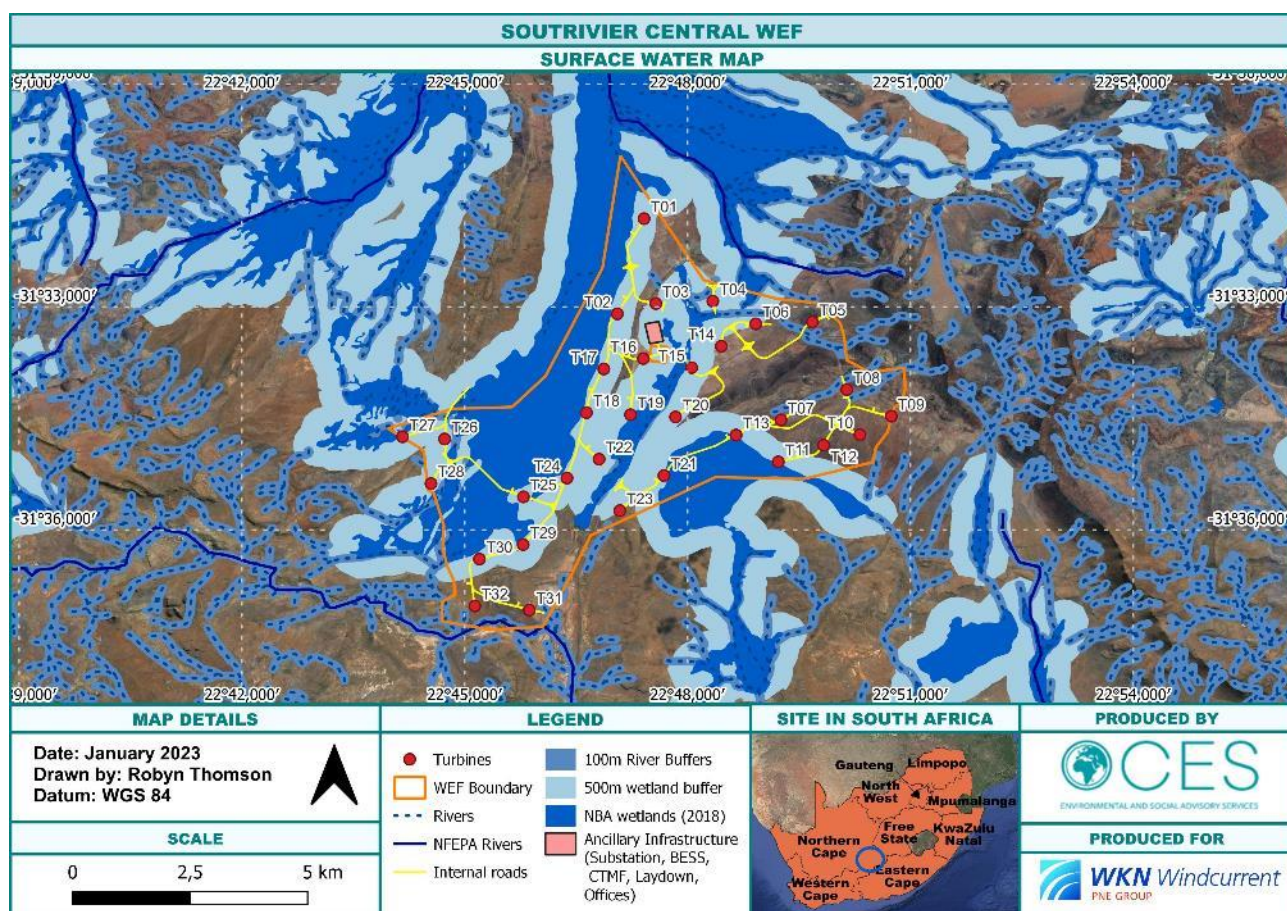 SOUTRIVIER CENTRAL WEF
SURFACE WATER MAP
22°42,000'
22°45,000'
22°48,000'
22°51,000'
22°54,000'
T01
-31°33,000'
T02
T03
T04
T05
T06
-31°33,000'
T14
T16
T15
T17
T08
T18
T19
T20
T07
T09
T27
T26
T13
T10
T22
T11
T12
T28
T24
T21
T25
T23
-31°36,000'
T29
-31°36,000'
T30
T32
T31
22°42,000'
22°45,000'
22°48,000'
22°51,000'
22°54,000'
MAP DETAILS
Date: January 2023
Drawn by: Robyn Thomson
Datum: WGS 84
SCALE
0 2,5 5 km
LEGEND
Turbines
WEF Boundary
Rivers
NFEPA Rivers
Internal roads
100m River Buffers
500m wetland buffer
NBA wetlands (2018)
Ancillary Infrastructure
(Substation, BESS,
CTMF, Laydown,
Offices)
SITE IN SOUTH AFRICA
Gauteng
Limpopo
North
West
Mpumalanga
Free
State
KwaZulu
Natal
Northern
Cape
Eastern
Cape
Western
Cape
PRODUCED BY
CES
ENVIRONMENTAL AND SOCIAL ADVISORY SERVICES
PRODUCED FOR
WKN Windcurrent
PNE GROUP